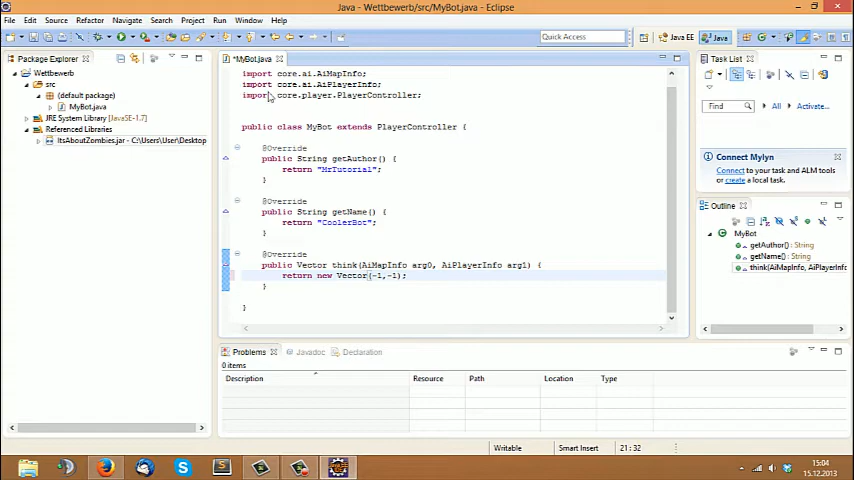 Java - Wettbewerb/src/MyBot.java - Eclipse
File Edit Source Refactor Navigate Search Project Run Window Help
Quick Access
Java EE
Java
Package Explorer
Wettbewerb
src
(default package)
MyBot.java
JRE System Library [JavaSE-1.7]
Referenced Libraries
ItsAboutZombies.jar - C:\Users\User\Desktop
*MyBot.java
import core.ai.AiMapInfo;
import core.ai.AiPlayerInfo;
import core.player.PlayerController;
public class MyBot extends PlayerController {
@Override
public String getAuthor() {
return "MrTutorial";
}
@Override
public String getName() {
return "CoolerBot";
}
@Override
public Vector think(AiMapInfo arg0, AiPlayerInfo arg1) {
return new Vector(-1,-1);
}
}
Task List
Find
All
Activate...
Connect Mylyn
Connect to your task and ALM tools
or create a local task.
Outline
MyBot
getAuthor() :
getName() :
think(AiMapInfo, AiPlayerInfo
Problems
Javadoc
Declaration
0 items
Description Resource Path Location Type
Writable
Smart Insert
21 : 32
15:04
15.12.2013